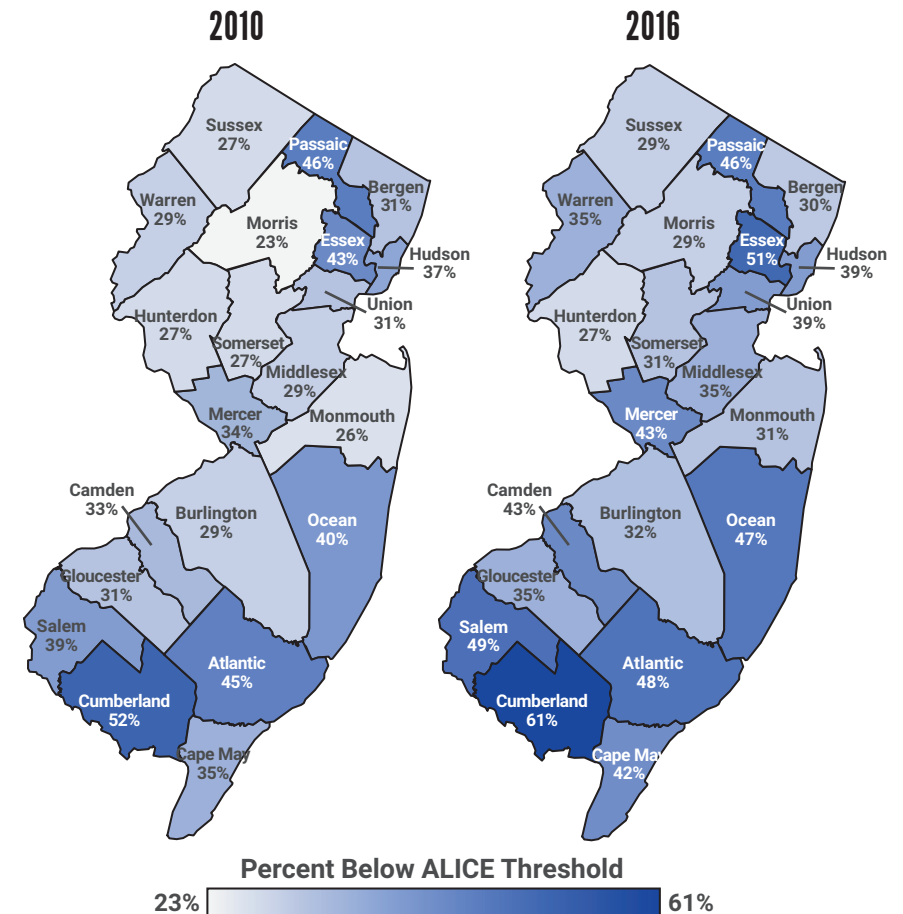 2010
Sussex
27%
Passaic
46%
Bergen
31%
Warren
29%
Morris
23%
Essex
43%
Hudson
37%
Union
31%
Hunterdon
27%
Somerset
27%
Middlesex
29%
Mercer
34%
Monmouth
26%
Camden
33%
Burlington
29%
Ocean
40%
Gloucester
31%
Salem
39%
Atlantic
45%
Cumberland
52%
Cape May
35%
2016
Sussex
29%
Passaic
46%
Bergen
30%
Warren
35%
Morris
29%
Essex
51%
Hudson
39%
Union
39%
Hunterdon
27%
Somerset
31%
Middlesex
35%
Mercer
43%
Monmouth
31%
Camden
43%
Burlington
32%
Ocean
47%
Gloucester
35%
Salem
49%
Atlantic
48%
Cumberland
61%
Cape May
42%
Percent Below ALICE Threshold
23%
61%